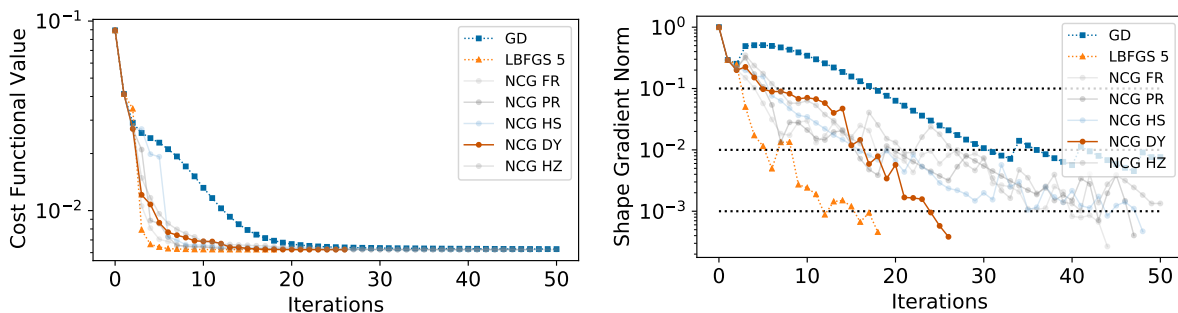 Cost Functional Value
10⁻¹
10⁻²
0 10 20 30 40 50
Iterations
GD
LBFGS 5
NCG FR
NCG PR
NCG HS
NCG DY
NCG HZ
Shape Gradient Norm
10⁰
10⁻¹
10⁻²
10⁻³
0 10 20 30 40 50
Iterations
GD
LBFGS 5
NCG FR
NCG PR
NCG HS
NCG DY
NCG HZ